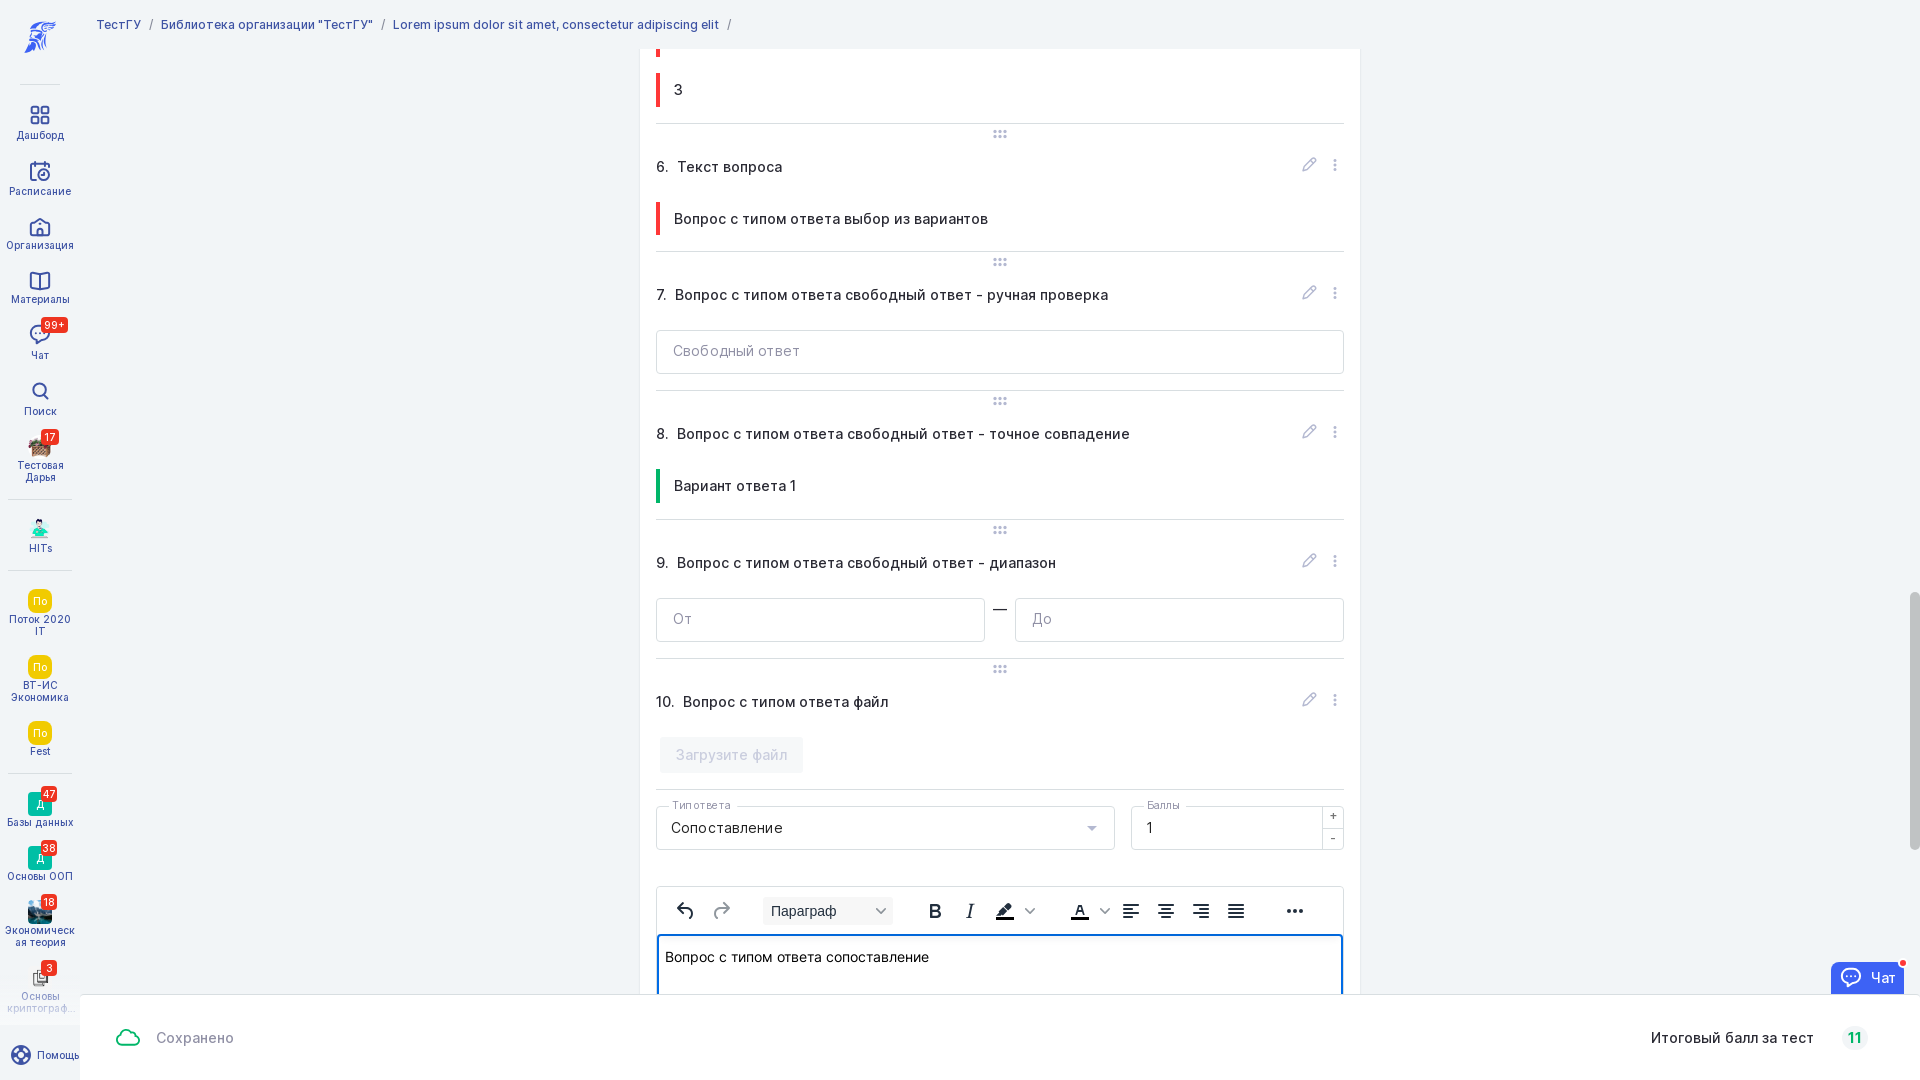 ТестГУ / Библиотека организации "ТестГУ" / Lorem ipsum dolor sit amet, consectetur adipiscing elit /
Дашборд
Расписание
Организация
Материалы
99+
Чат
Поиск
17
Тестовая
Дарья
HITs
По
Поток 2020
IT
По
ВТ-ИС
Экономика
По
Fest
47
Д
Базы данных
38
Д
Основы ООП
18
Экономическ
ая теория
3
Основы
криптограф...
Помощь
3
6. Текст вопроса
Вопрос с типом ответа выбор из вариантов
7. Вопрос с типом ответа свободный ответ - ручная проверка
Свободный ответ
8. Вопрос с типом ответа свободный ответ - точное совпадение
Вариант ответа 1
9. Вопрос с типом ответа свободный ответ - диапазон
От — До
10. Вопрос с типом ответа файл
Загрузите файл
Тип ответа
Сопоставление
Баллы
1
+
-
Параграф
B I A A
Вопрос с типом ответа сопоставление
Чат
Сохранено
Итоговый балл за тест 11